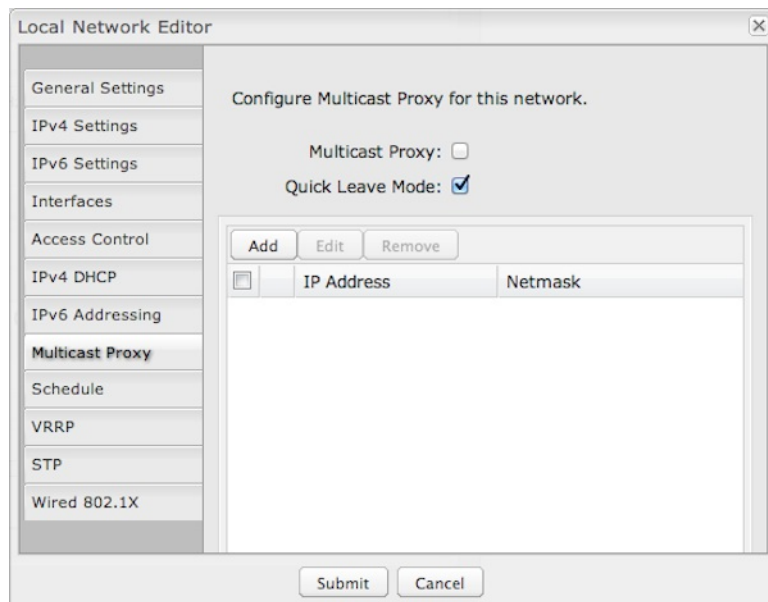 Local Network Editor
General Settings
IPv4 Settings
IPv6 Settings
Interfaces
Access Control
IPv4 DHCP
IPv6 Addressing
Multicast Proxy
Schedule
VRRP
STP
Wired 802.1X
Configure Multicast Proxy for this network.
Multicast Proxy:
Quick Leave Mode:
Add Edit Remove
IP Address Netmask
Submit Cancel